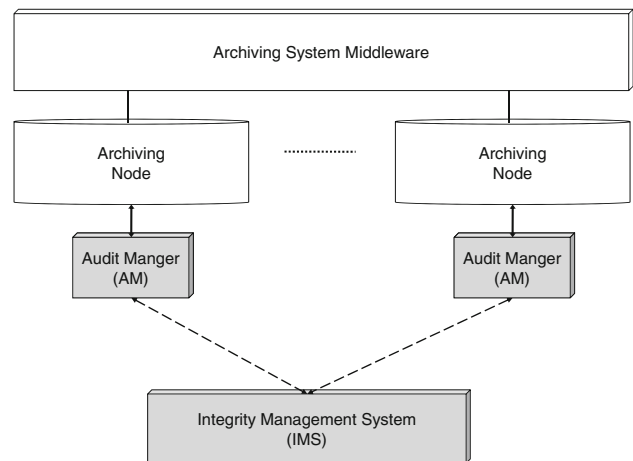 Archiving System Middleware
Archiving
Node
Archiving
Node
Audit Manger
(AM)
Audit Manger
(AM)
Integrity Management System
(IMS)